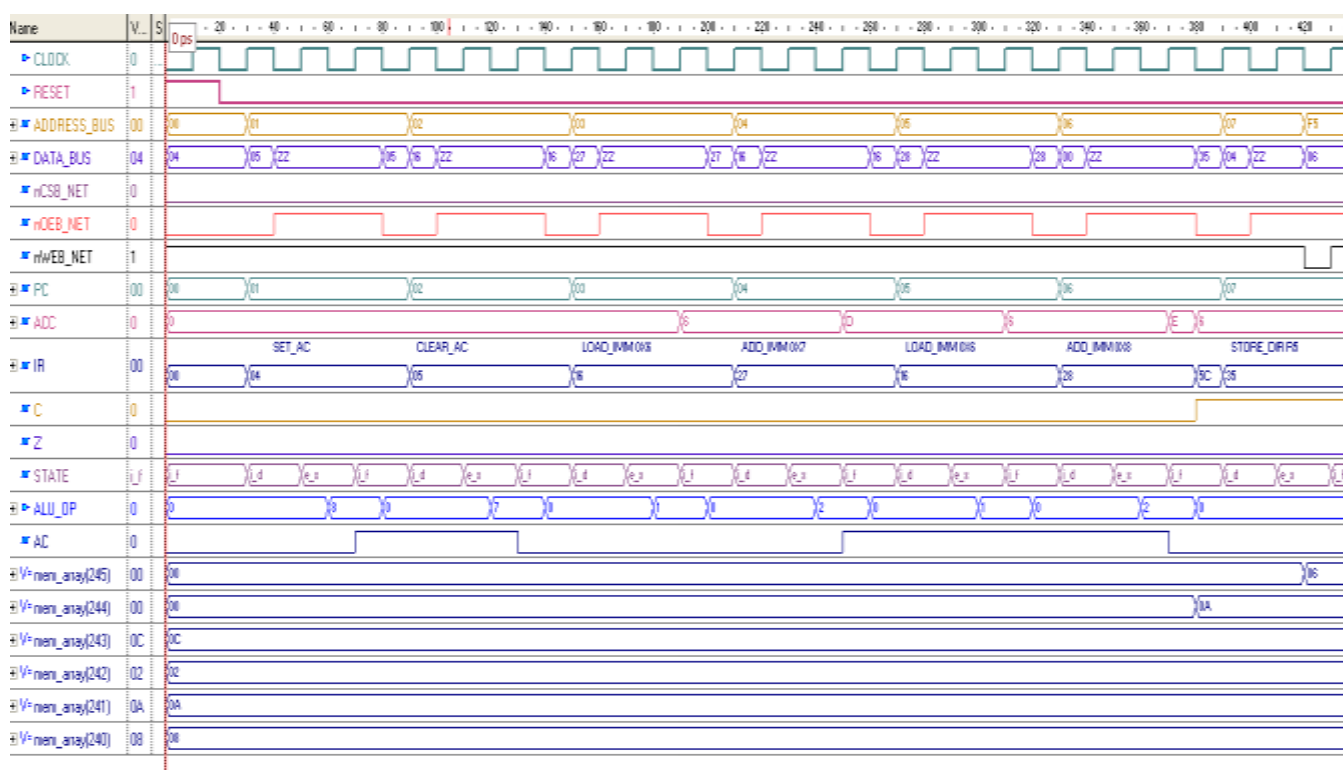 Name V... S 0 ps 20 40 60 80 100 120 140 160 180 200 220 240 260 280 300 320 340 360 380 400 420
CLOCK 0
RESET 1
ADDRESS_BUS 00 00 01 02 03 04 05 06 07 F5
DATA_BUS 04 04 05 ZZ 05 16 ZZ 16 27 ZZ 27 16 ZZ 16 28 ZZ 28 ZZ 35 04 ZZ 06
nCSB_NET 0
nOEB_NET 0
nWEB_NET 1
PC 00 00 01 02 03 04 05 06 07
0 0 6 D 6 E 6
SET_AC CLEAR_AC LOAD_IMM 0X6 ADD_IMM 0X7 LOAD_IMM 0X6 ADD_IMM 0X8 STORE_DIR F5
IR 00 00 04 05 16 27 16 28 5C 35
C 0
Z 0
STATE i_f i_f i_d e_x i_f i_d e_x i_f i_d e_x i_f i_d e_x i_f i_d e_x i_f i_d e_x i_f i_d e_x
ALU_OP 0 0 8 0 7 0 1 0 2 0 1 0 2 0
AC 0
V= mem_array(245) 00 00 06
V= mem_array(244) 00 00 0A
V= mem_array(243) 0C 0C
V= mem_array(242) 02 02
V= mem_array(241) 0A 0A
V= mem_array(240) 08 08